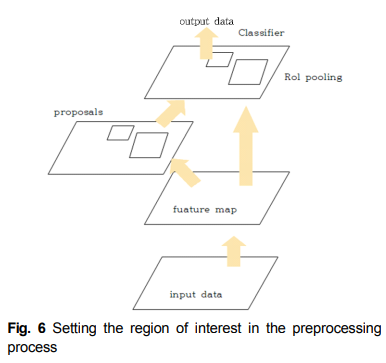 output data
Classifier
RoI pooling
proposals
fuature map
input data
Fig. 6 Setting the region of interest in the preprocessing
process